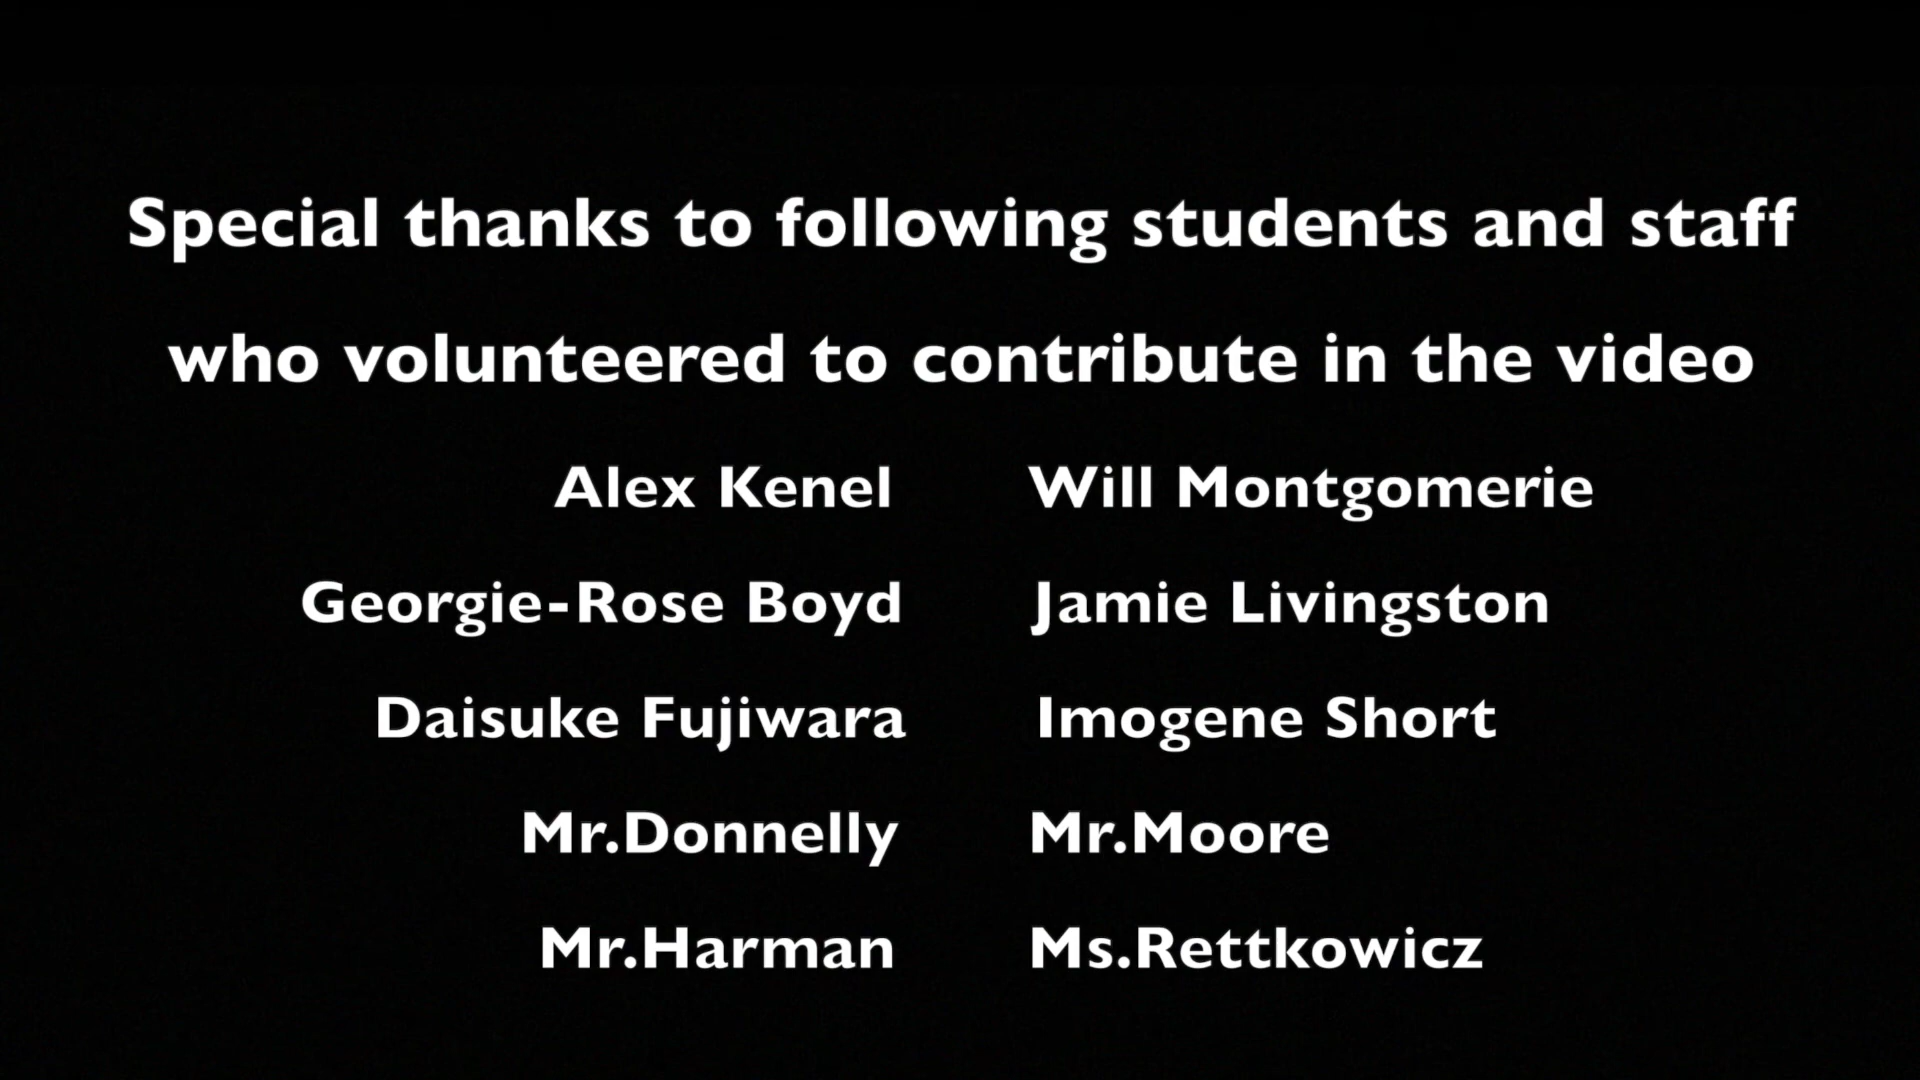 Special thanks to following students and staff
who volunteered to contribute in the video
Alex Kenel Will Montgomerie
Georgie-Rose Boyd Jamie Livingston
Daisuke Fujiwara Imogene Short
Mr.Donnelly Mr.Moore
Mr.Harman Ms.Rettkowicz